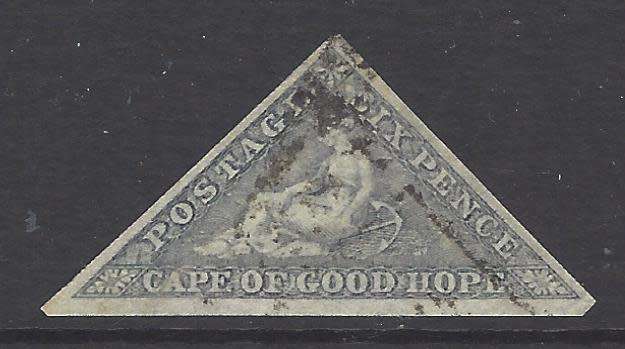 POSTAGE
SIX PENCE
CAPE OF GOOD HOPE